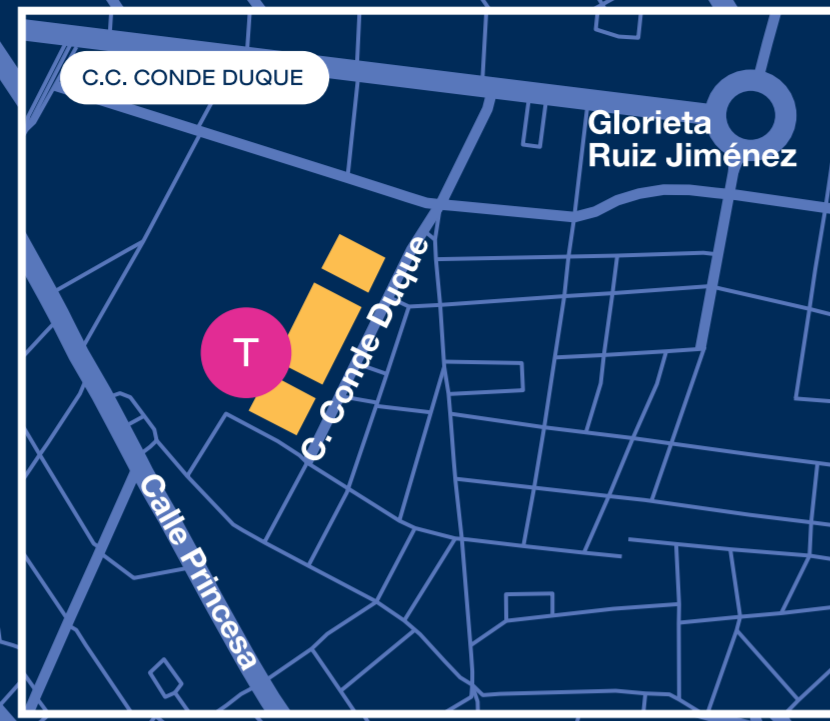 C.C. CONDE DUQUE
Glorieta
Ruiz Jiménez
C. Conde Duque
T
Calle Princesa